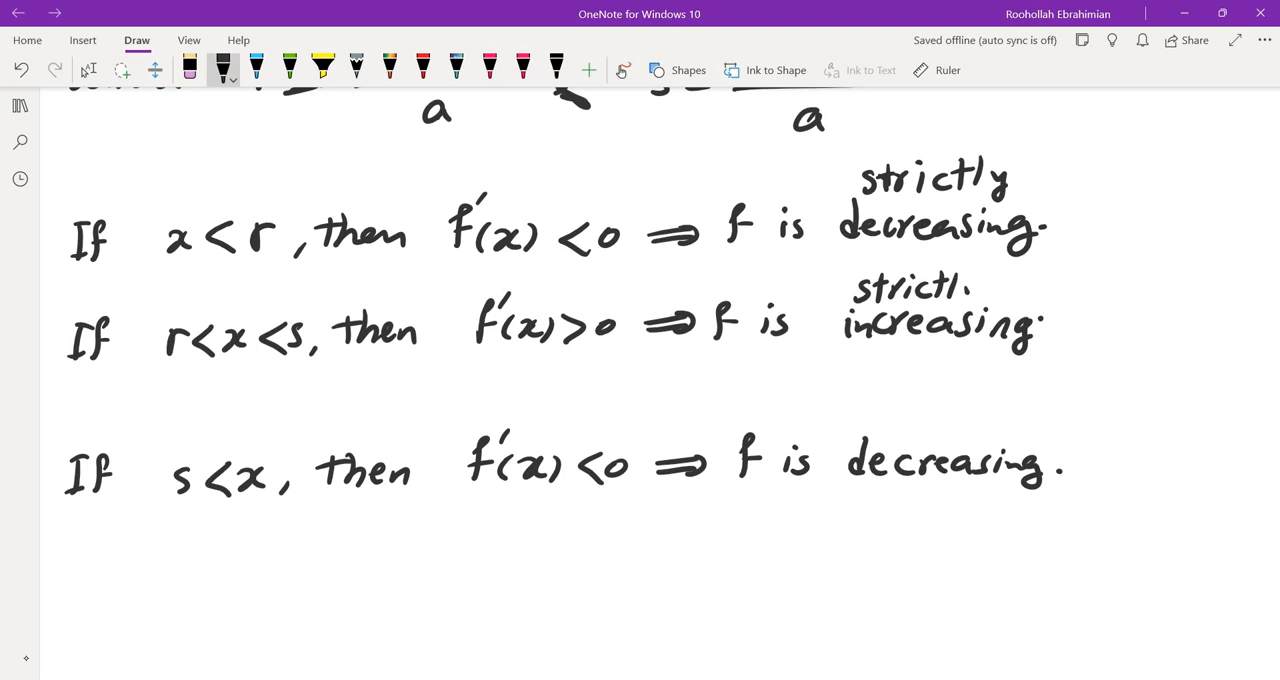 OneNote for Windows 10
Roohollah Ebrahimian
Home Insert Draw View Help
Saved offline (auto sync is off) Share
Shapes Ink to Shape Ink to Text Ruler
a a
strictly
If x < r, then f'(x) < 0 ⇒ f is decreasing.
strictl.
If r < x < s, then f'(x) > 0 ⇒ f is increasing.
If s < x, then f'(x) < 0 ⇒ f is decreasing.